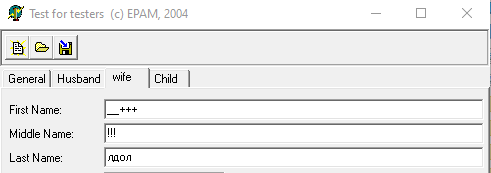 Test for testers (c) EPAM, 2004
General Husband wife Child
First Name: __+++
Middle Name: !!!
Last Name: лдол